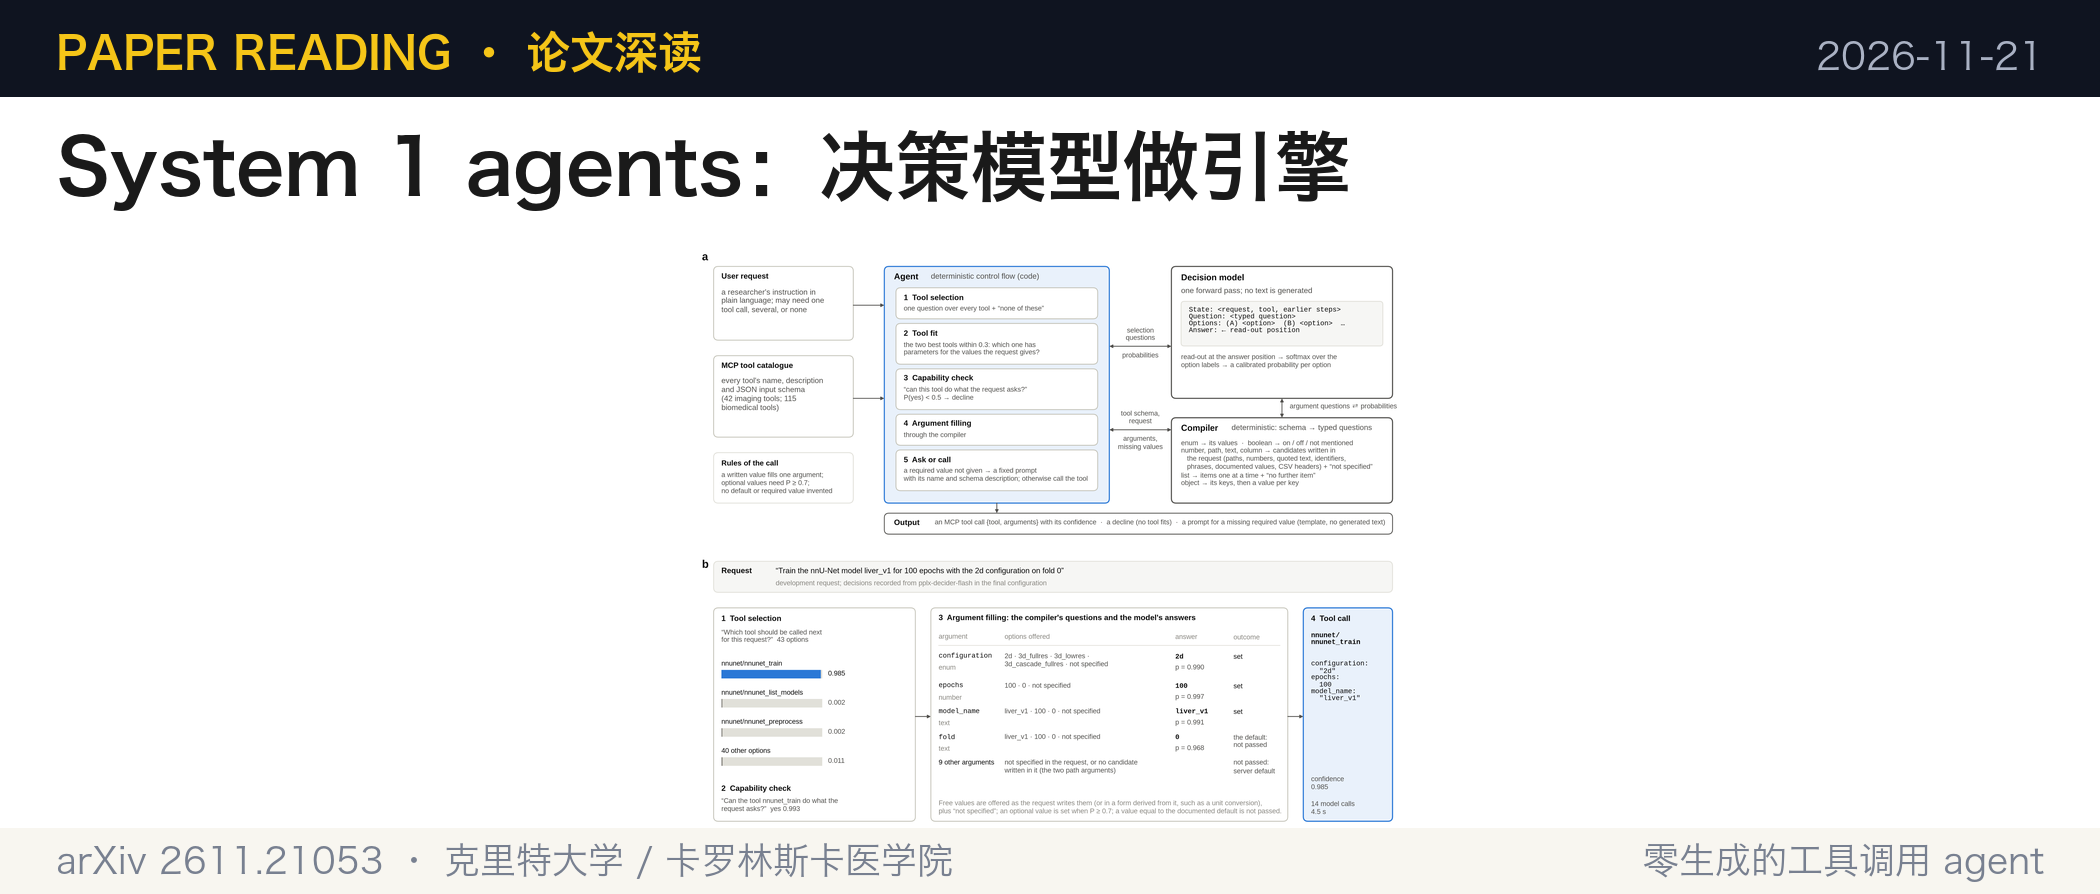 PAPER READING · 论文深读
2026-11-21
System 1 agents：决策模型做引擎
a
User request
a researcher's instruction in
plain language; may need one
tool call, several, or none
MCP tool catalogue
every tool's name, description
and JSON input schema
(42 imaging tools; 115
biomedical tools)
Rules of the call
a written value fills one argument;
optional values need P ≥ 0.7;
no default or required value invented
Agent deterministic control flow (code)
1 Tool selection
one question over every tool + “none of these”
2 Tool fit
the two best tools within 0.3: which one has
parameters for the values the request gives?
3 Capability check
“can this tool do what the request asks?”
P(yes) < 0.5 → decline
4 Argument filling
through the compiler
5 Ask or call
a required value not given → a fixed prompt
with its name and schema description; otherwise call the tool
selection
questions
probabilities
tool schema,
request
arguments,
missing values
Decision model
one forward pass; no text is generated
State: <request, tool, earlier steps>
Question: <typed question>
Options: (A) <option> (B) <option> …
Answer: ← read-out position
read-out at the answer position → softmax over the
option labels → a calibrated probability per option
argument questions ⇄ probabilities
Compiler deterministic: schema → typed questions
enum → its values · boolean → on / off / not mentioned
number, path, text, column → candidates written in
the request (paths, numbers, quoted text, identifiers,
phrases, documented values, CSV headers) + “not specified”
list → items one at a time + “no further item”
object → its keys, then a value per key
Output an MCP tool call {tool, arguments} with its confidence · a decline (no tool fits) · a prompt for a missing required value (template, no generated text)
b
Request “Train the nnU-Net model liver_v1 for 100 epochs with the 2d configuration on fold 0”
development request; decisions recorded from pplx-decider-flash in the final configuration
1 Tool selection
“Which tool should be called next
for this request?” 43 options
nnunet/nnunet_train
0.985
nnunet/nnunet_list_models
0.002
nnunet/nnunet_preprocess
0.002
40 other options
0.011
2 Capability check
“Can the tool nnunet_train do what the
request asks?” yes 0.993
3 Argument filling: the compiler's questions and the model's answers
argument options offered answer outcome
configuration 2d · 3d_fullres · 3d_lowres · 2d set
enum 3d_cascade_fullres · not specified p = 0.990
epochs 100 · 0 · not specified 100 set
number p = 0.997
model_name liver_v1 · 100 · 0 · not specified liver_v1 set
text p = 0.991
fold liver_v1 · 100 · 0 · not specified 0 the default:
text p = 0.968 not passed
9 other arguments not specified in the request, or no candidate not passed:
written in it (the two path arguments) server default
Free values are offered as the request writes them (or in a form derived from it, such as a unit conversion),
plus “not specified”; an optional value is set when P ≥ 0.7; a value equal to the documented default is not passed.
4 Tool call
nnunet/
nnunet_train
configuration:
"2d"
epochs:
100
model_name:
"liver_v1"
confidence
0.985
14 model calls
4.5 s
arXiv 2611.21053 · 克里特大学 / 卡罗林斯卡医学院
零生成的工具调用 agent